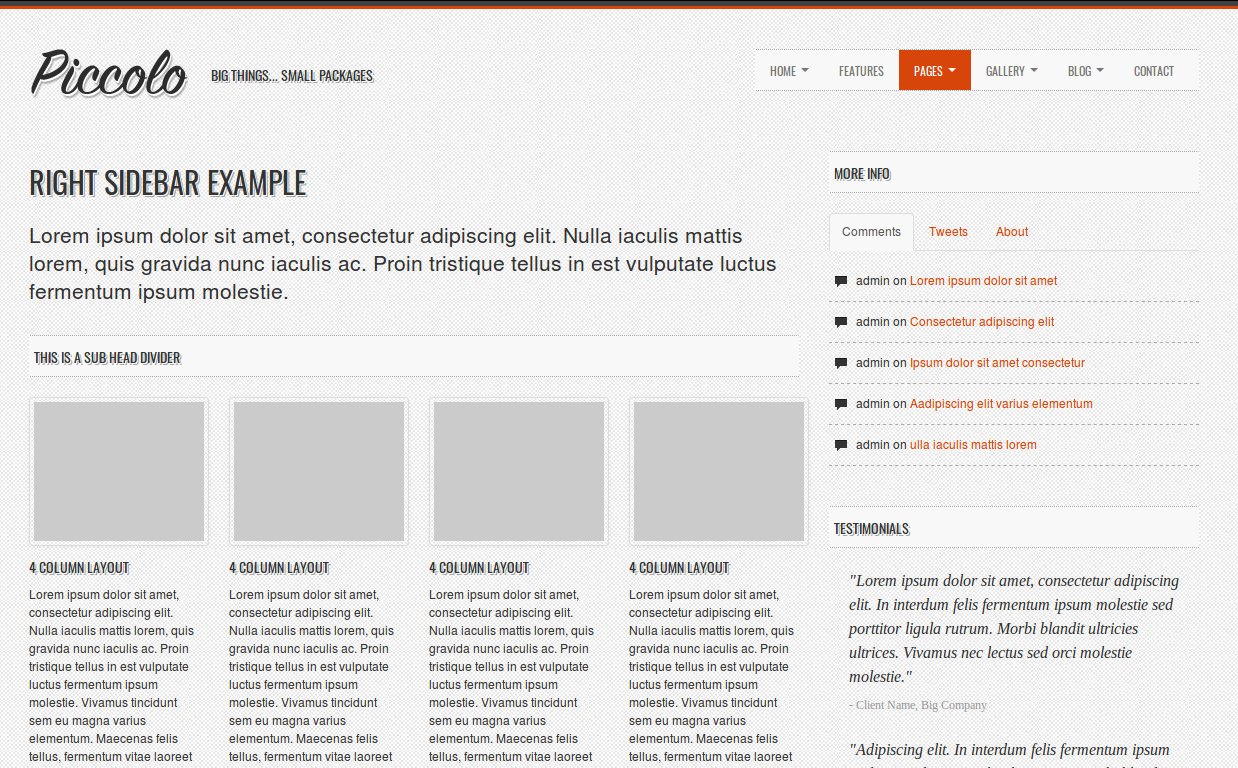 Piccolo
BIG THINGS... SMALL PACKAGES
HOME
FEATURES
PAGES
GALLERY
BLOG
CONTACT
RIGHT SIDEBAR EXAMPLE
Lorem ipsum dolor sit amet, consectetur adipiscing elit. Nulla iaculis mattis
lorem, quis gravida nunc iaculis ac. Proin tristique tellus in est vulputate luctus
fermentum ipsum molestie.
THIS IS A SUB HEAD DIVIDER
4 COLUMN LAYOUT
Lorem ipsum dolor sit amet,
consectetur adipiscing elit.
Nulla iaculis mattis lorem, quis
gravida nunc iaculis ac. Proin
tristique tellus in est vulputate
luctus fermentum ipsum
molestie. Vivamus tincidunt
sem eu magna varius
elementum. Maecenas felis
tellus, fermentum vitae laoreet
4 COLUMN LAYOUT
Lorem ipsum dolor sit amet,
consectetur adipiscing elit.
Nulla iaculis mattis lorem, quis
gravida nunc iaculis ac. Proin
tristique tellus in est vulputate
luctus fermentum ipsum
molestie. Vivamus tincidunt
sem eu magna varius
elementum. Maecenas felis
tellus, fermentum vitae laoreet
4 COLUMN LAYOUT
Lorem ipsum dolor sit amet,
consectetur adipiscing elit.
Nulla iaculis mattis lorem, quis
gravida nunc iaculis ac. Proin
tristique tellus in est vulputate
luctus fermentum ipsum
molestie. Vivamus tincidunt
sem eu magna varius
elementum. Maecenas felis
tellus, fermentum vitae laoreet
4 COLUMN LAYOUT
Lorem ipsum dolor sit amet,
consectetur adipiscing elit.
Nulla iaculis mattis lorem, quis
gravida nunc iaculis ac. Proin
tristique tellus in est vulputate
luctus fermentum ipsum
molestie. Vivamus tincidunt
sem eu magna varius
elementum. Maecenas felis
tellus, fermentum vitae laoreet
MORE INFO
Comments
Tweets
About
admin on Lorem ipsum dolor sit amet
admin on Consectetur adipiscing elit
admin on Ipsum dolor sit amet consectetur
admin on Aadipiscing elit varius elementum
admin on ulla iaculis mattis lorem
TESTIMONIALS
"Lorem ipsum dolor sit amet, consectetur adipiscing
elit. In interdum felis fermentum ipsum molestie sed
porttitor ligula rutrum. Morbi blandit ultricies
ultrices. Vivamus nec lectus sed orci molestie
molestie."
- Client Name, Big Company
"Adipiscing elit. In interdum felis fermentum ipsum